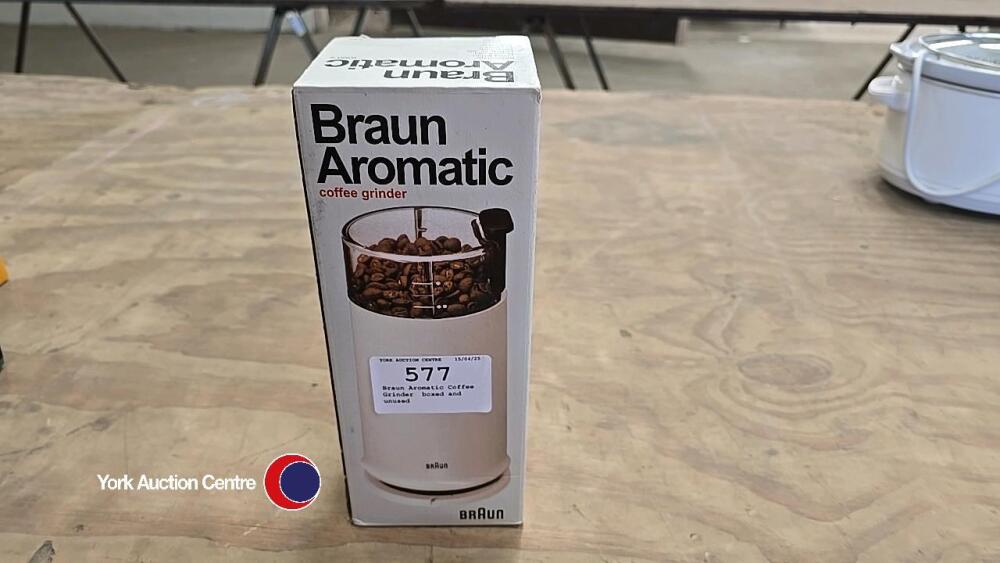 Braun
Aromatic
Braun
Aromatic
coffee grinder
YORK AUCTION CENTRE 15/04/25
577
Braun Aromatic Coffee
Grinder boxed and
unused
BRAUN
BRAUN
York Auction Centre